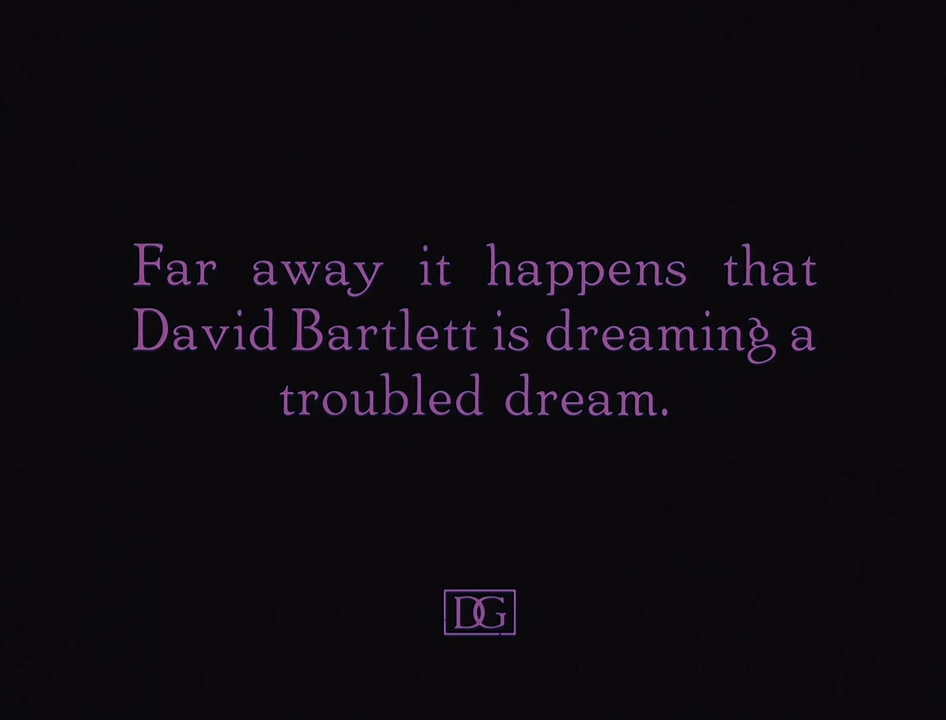 Far away it happens that
David Bartlett is dreaming a
troubled dream.
DG